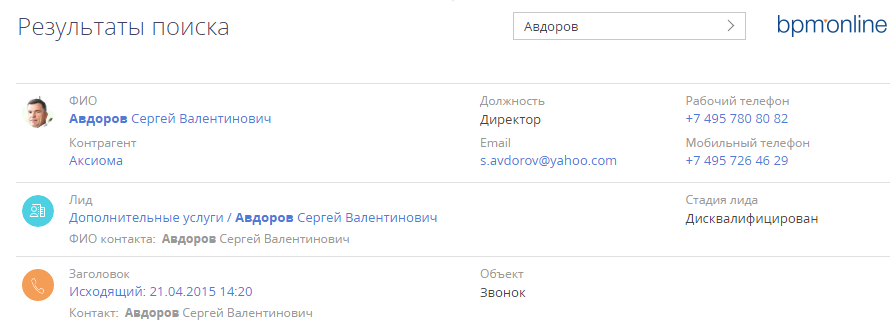 Результаты поиска
Авдоров
bpmonline
ФИО
Авдоров Сергей Валентинович
Контрагент
Аксиома
Должность
Директор
Email
s.avdorov@yahoo.com
Рабочий телефон
+7 495 780 80 82
Мобильный телефон
+7 495 726 46 29
Лид
Дополнительные услуги / Авдоров Сергей Валентинович
ФИО контакта: Авдоров Сергей Валентинович
Стадия лида
Дисквалифицирован
Заголовок
Исходящий: 21.04.2015 14:20
Контакт: Авдоров Сергей Валентинович
Объект
Звонок